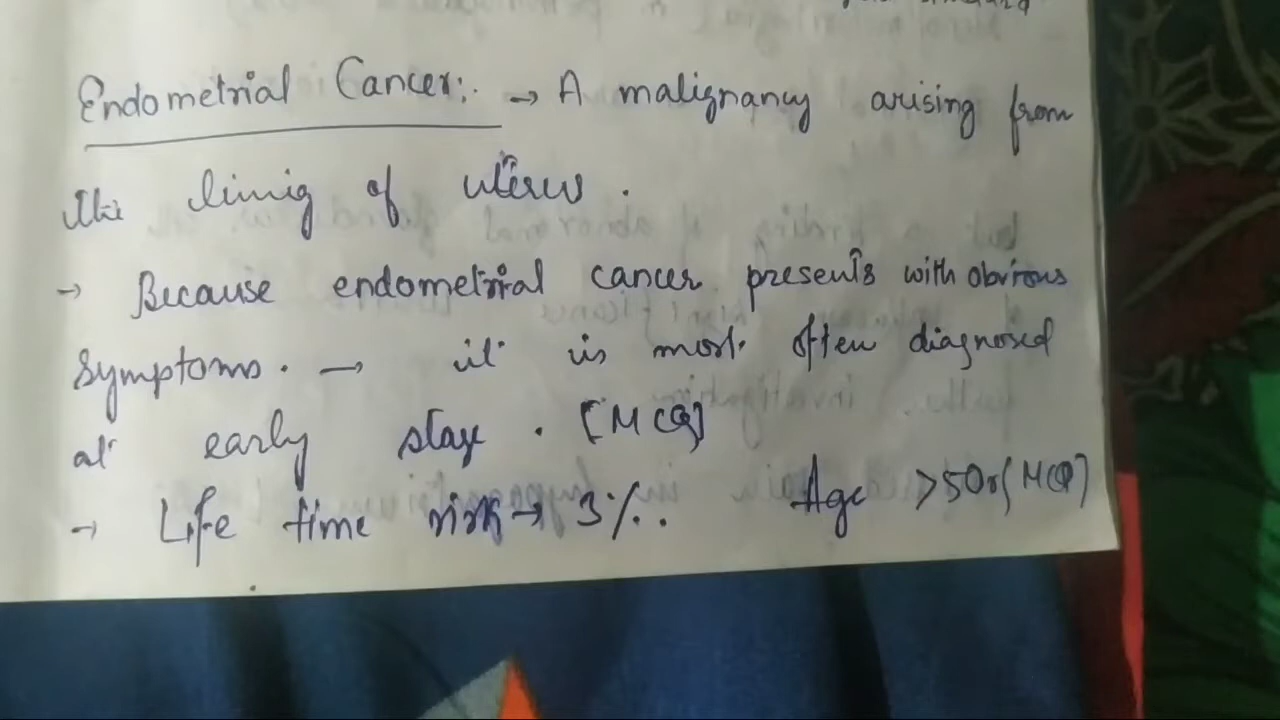 Endometrial Cancer:. → A malignancy arising from
the linig of uterus.
→ Because endometrial cancer presents with obvious
symptoms. → it is most often diagnosed
at early stage. [MCQ]
→ Life time risk → 3%. Age >50y [MCQ]